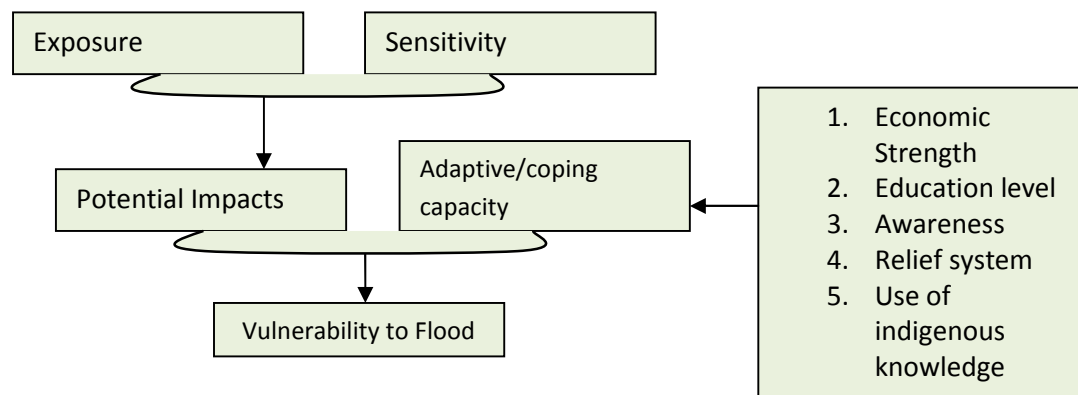 Exposure
Sensitivity
Potential Impacts
Adaptive/coping
capacity
Vulnerability to Flood
1. Economic
Strength
2. Education level
3. Awareness
4. Relief system
5. Use of
indigenous
knowledge